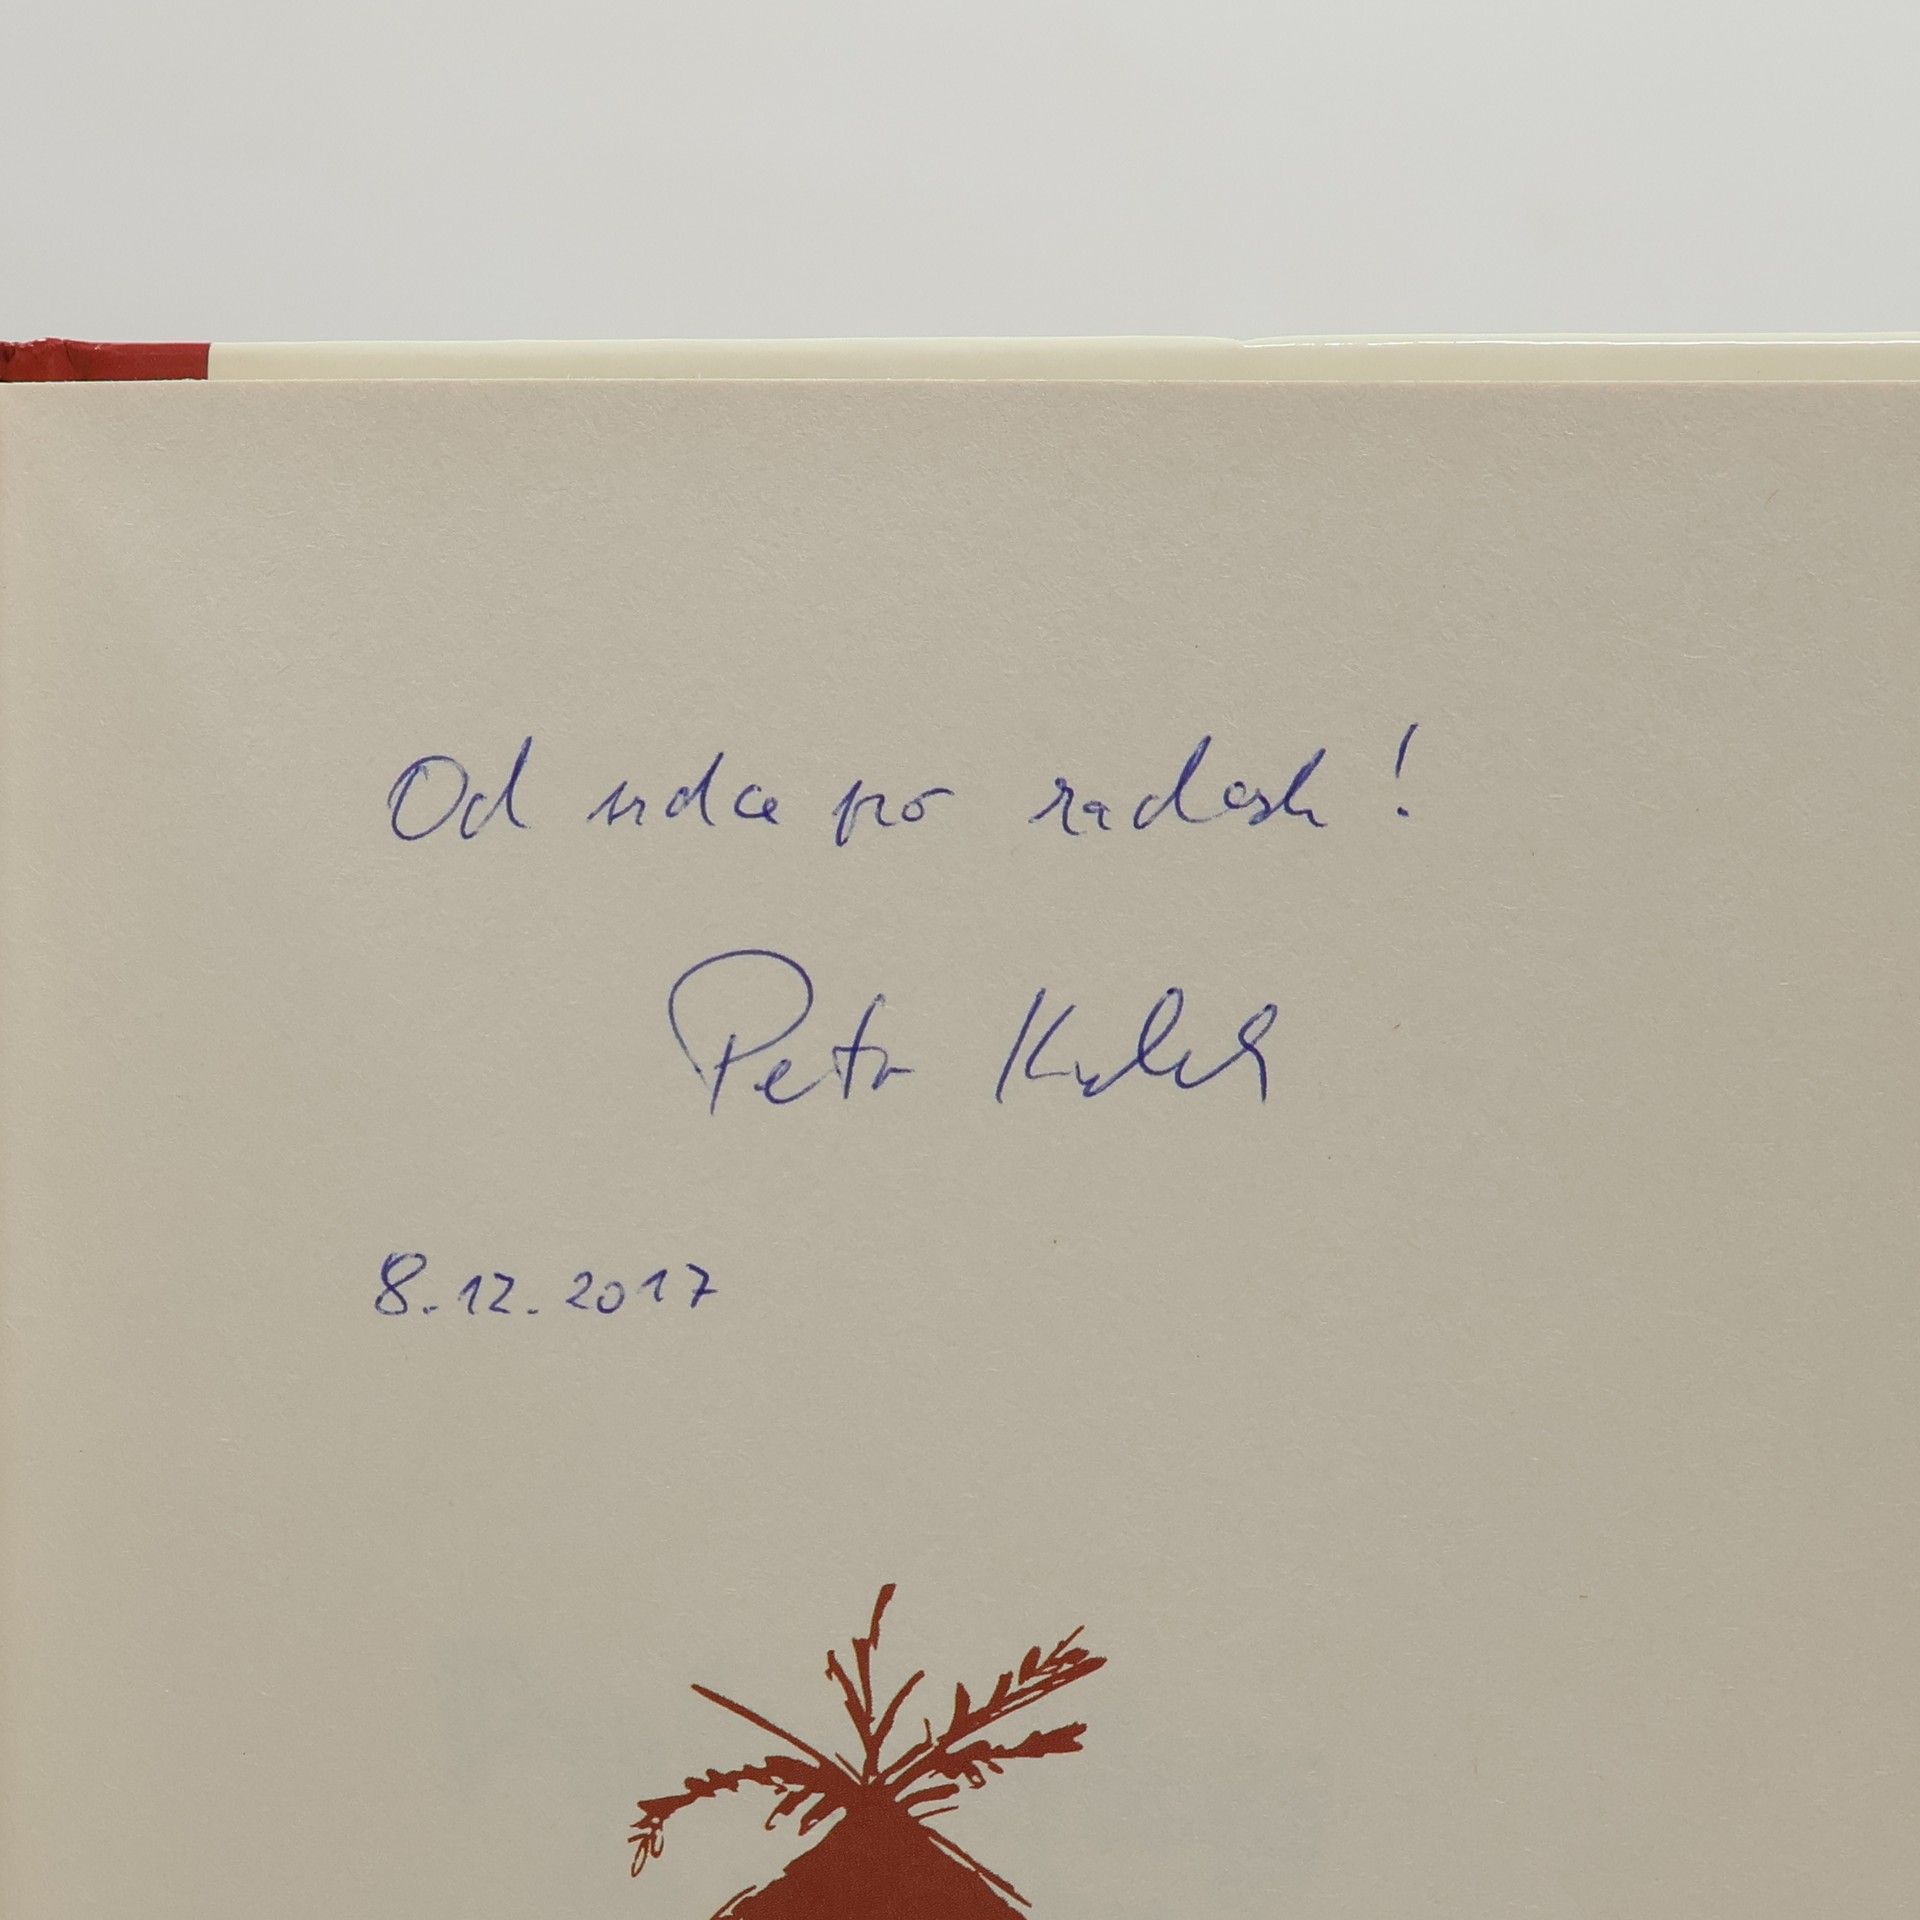 Od srdce pro radost!
Petr
8.12.2017